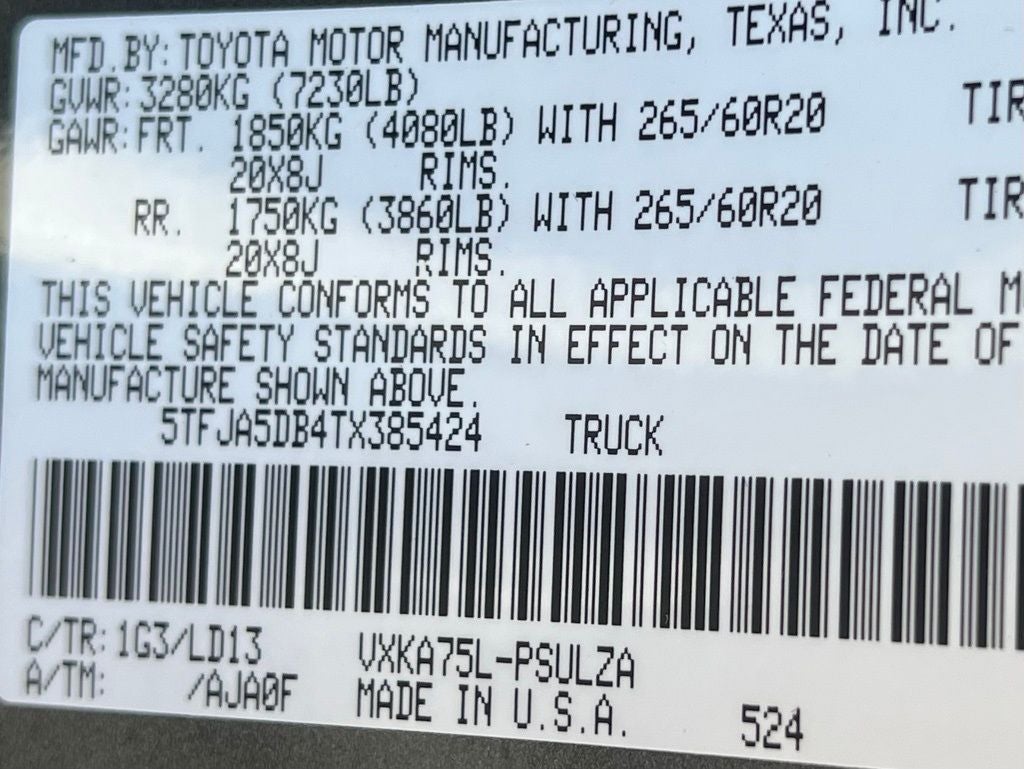 MFD.BY: TOYOTA MOTOR MANUFACTURING, TEXAS, INC.
GVWR: 3280KG (7230LB)
GAWR: FRT. 1850KG (4080LB) WITH 265/60R20 TIR
20X8J RIMS.
RR. 1750KG (3860LB) WITH 265/60R20 TIR
20X8J RIMS.
THIS VEHICLE CONFORMS TO ALL APPLICABLE FEDERAL M
VEHICLE SAFETY STANDARDS IN EFFECT ON THE DATE OF
MANUFACTURE SHOWN ABOVE.
5TFJA5DB4TX385424 TRUCK
C/TR: 1G3/LD13 VXKA75L-PSULZA
A/TM: /AJA0F MADE IN U.S.A. 524